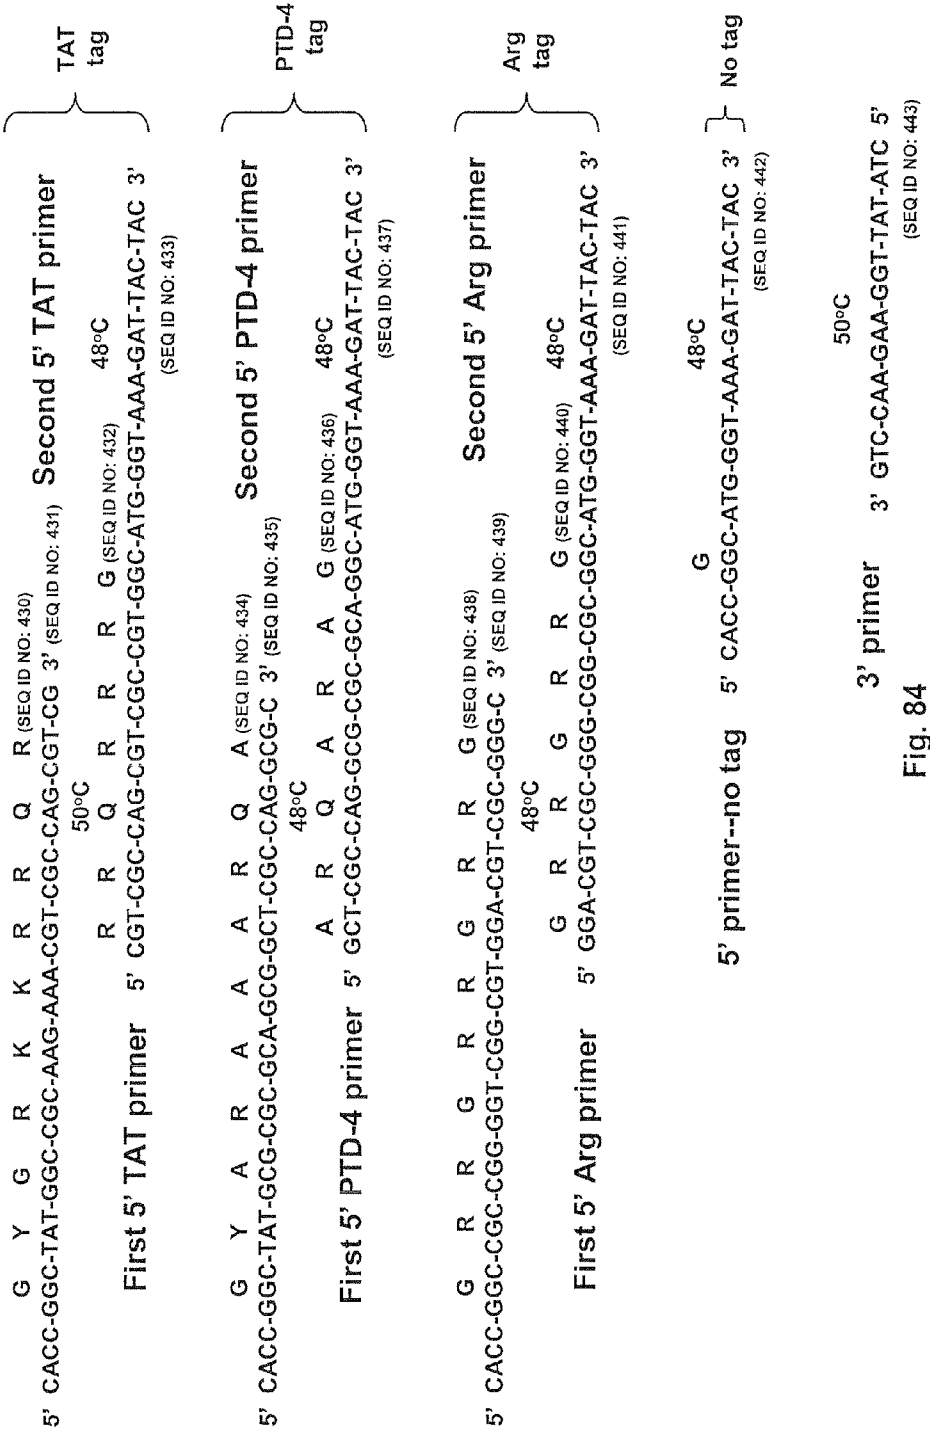 G Y G R K K R R Q R (SEQ ID NO: 430)
5' CACC-GGC-TAT-GGC-CGC-AAG-AAA-CGT-CGC-CAG-CGT-CG 3' (SEQ ID NO: 431)
Second 5' TAT primer
TAT tag
50°C
R R Q R R R G (SEQ ID NO: 432)
48°C
First 5' TAT primer
5' CGT-CGC-CAG-CGT-CGC-CGT-GGC-ATG-GGT-AAA-GAT-TAC-TAC 3'
(SEQ ID NO: 433)
G Y A R A A A R Q A (SEQ ID NO: 434)
5' CACC-GGC-TAT-GCG-CGC-GCA-GCG-GCT-CGC-CAG-GCG-C 3' (SEQ ID NO: 435)
Second 5' PTD-4 primer
PTD-4 tag
48°C
A R Q A R A G (SEQ ID NO: 436)
48°C
First 5' PTD-4 primer
5' GCT-CGC-CAG-GCG-CGC-GCA-GGC-ATG-GGT-AAA-GAT-TAC-TAC 3'
(SEQ ID NO: 437)
G R R G R R G R R G (SEQ ID NO: 438)
5' CACC-GGC-CGC-CGG-GGT-CGG-CGT-GGA-CGT-CGC-GGG-C 3' (SEQ ID NO: 439)
Second 5' Arg primer
Arg tag
48°C
G R R G R R G (SEQ ID NO: 440)
48°C
First 5' Arg primer
5' GGA-CGT-CGC-GGG-CGG-CGC-GGC-ATG-GGT-AAA-GAT-TAC-TAC 3'
(SEQ ID NO: 441)
G
48°C
5' primer--no tag
5' CACC-GGC-ATG-GGT-AAA-GAT-TAC-TAC 3'
No tag
(SEQ ID NO: 442)
50°C
3' primer
3' GTC-CAA-GAA-GGT-TAT-ATC 5'
(SEQ ID NO: 443)
Fig. 84